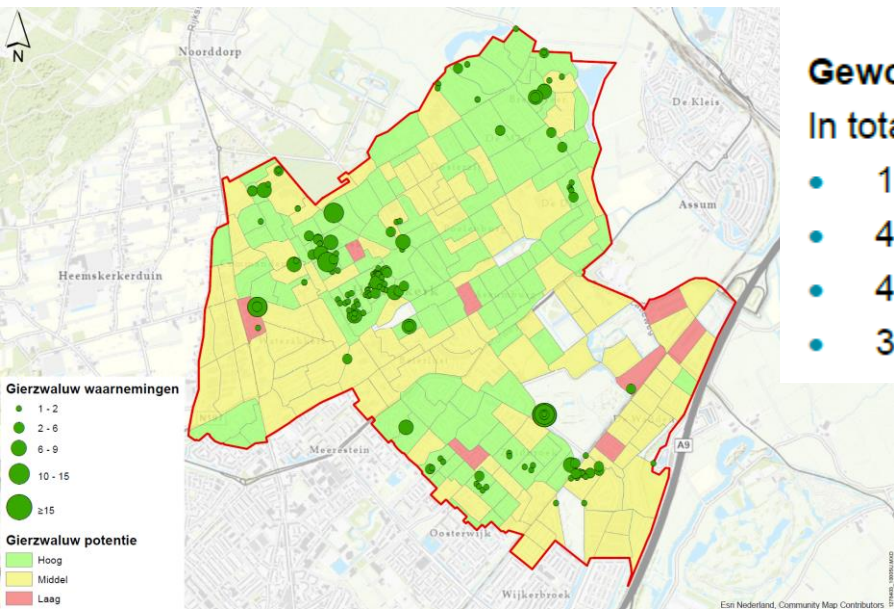 N
Noorddorp
De Kleis
Assum
Heemskerkerduin
Meerestein
Oosterwijk
Wijkerbroek
A9
Gierzwaluw waarnemingen
1 - 2
2 - 6
6 - 9
10 - 15
≥15
Gierzwaluw potentie
Hoog
Middel
Laag
Esri Nederland, Community Map Contributors
Gewo
In tota
1
4
4
3